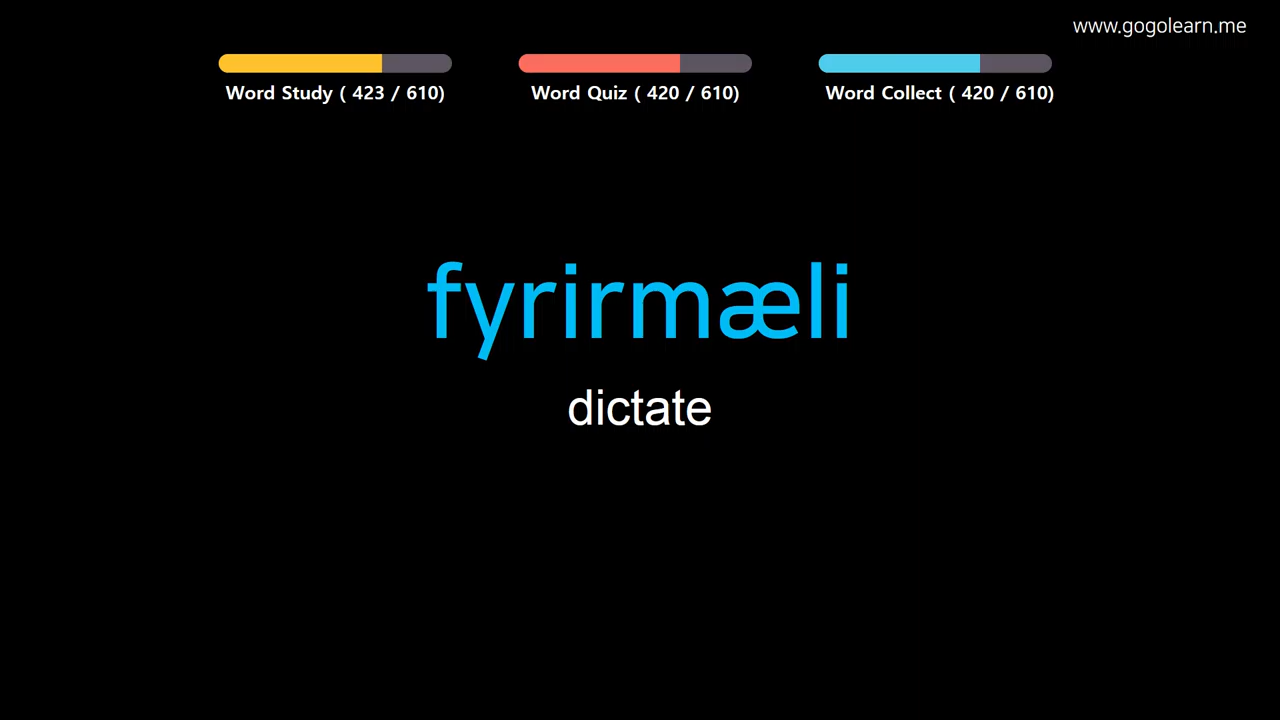 www.gogolearn.me
Word Study ( 423 / 610)
Word Quiz ( 420 / 610)
Word Collect ( 420 / 610)
fyrirmæli
dictate